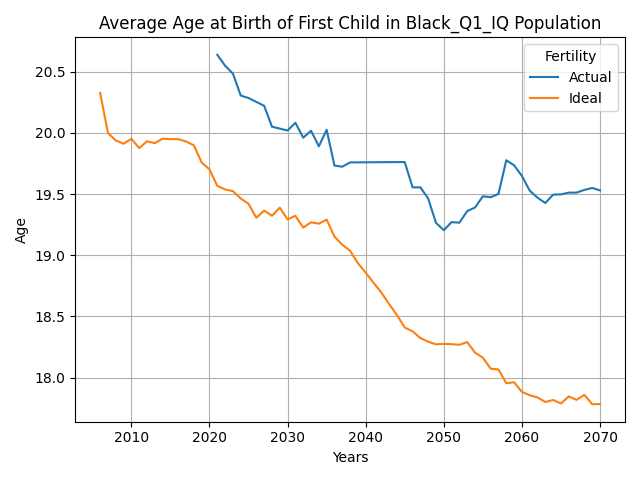 Average Age at Birth of First Child in Black_Q1_IQ Population
Fertility
Actual
Ideal
20.5
20.0
19.5
19.0
18.5
18.0
Age
2010 2020 2030 2040 2050 2060 2070
Years